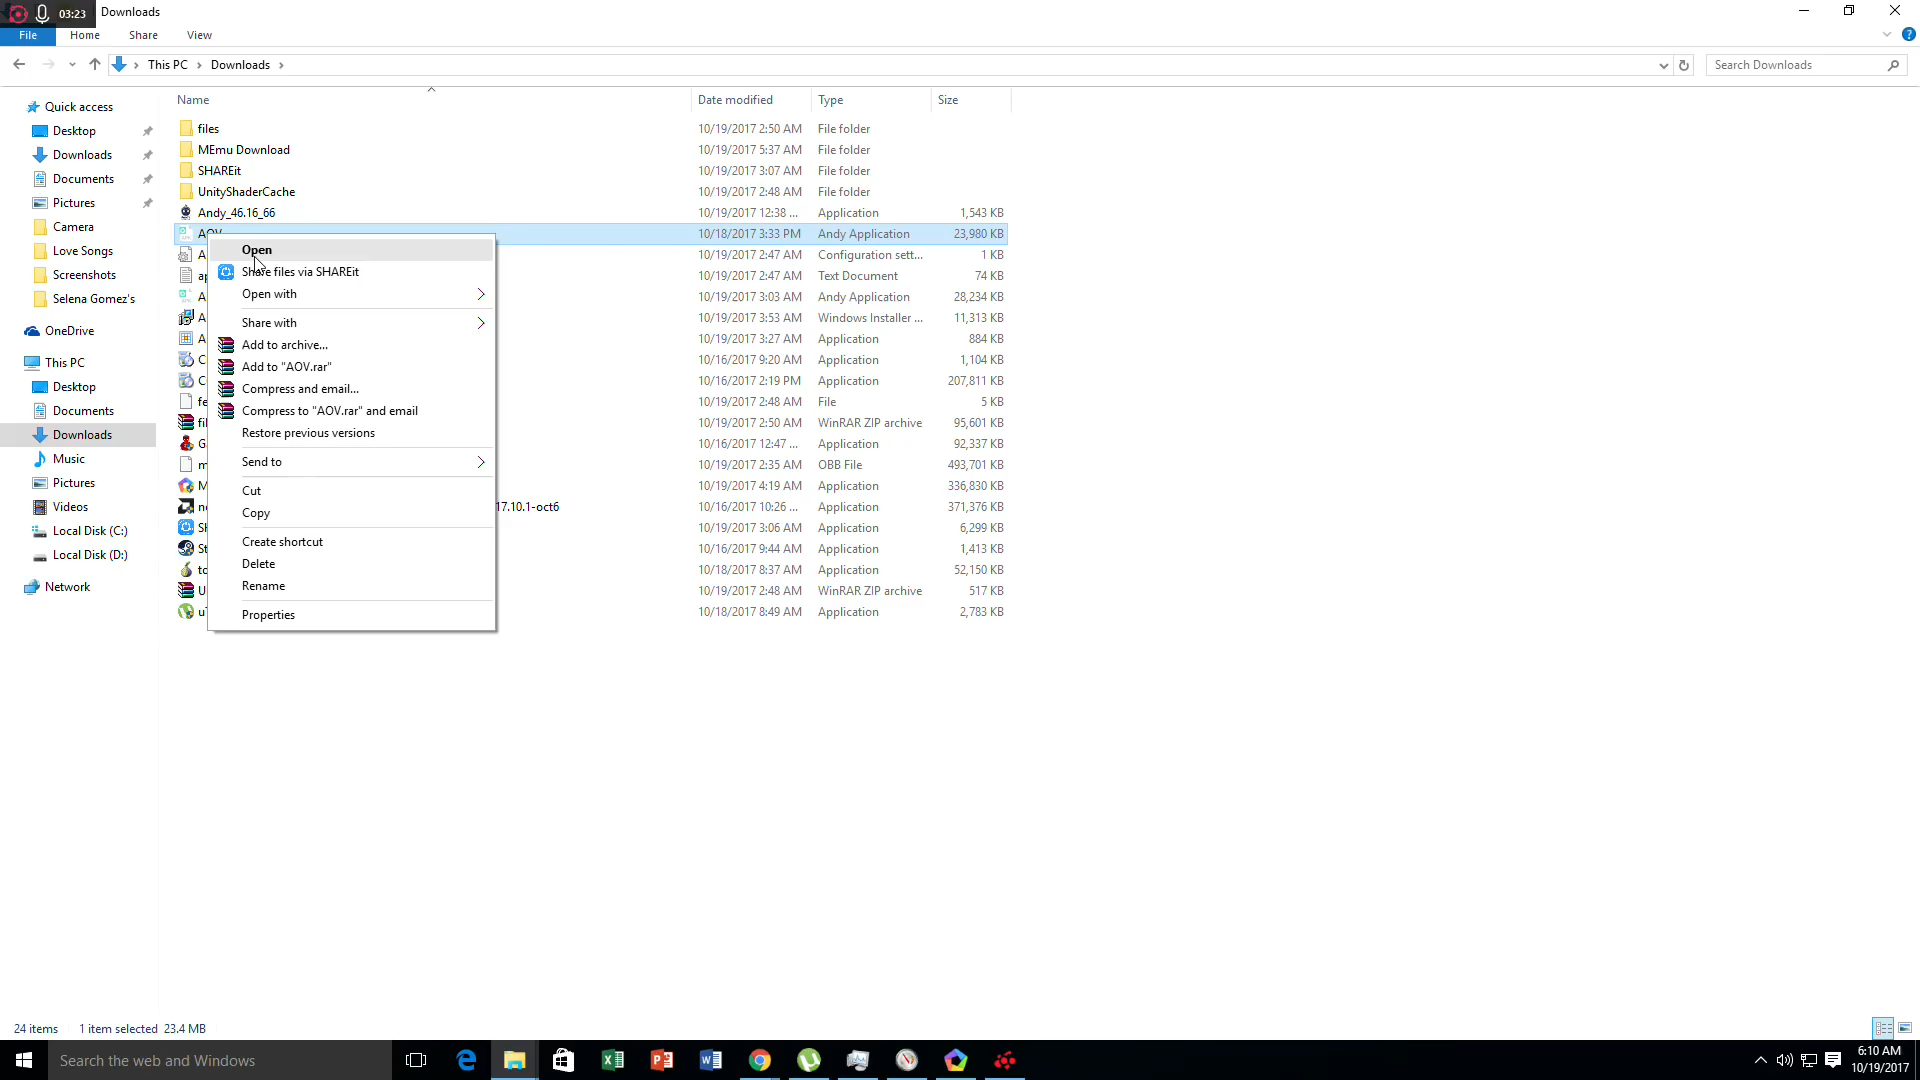 03:23 Downloads
File Home Share View
This PC Downloads
Search Downloads
Name Date modified Type Size
Quick access
Desktop
Downloads
Documents
Pictures
Camera
Love Songs
Screenshots
Selena Gomez's
OneDrive
This PC
Desktop
Documents
Downloads
Music
Pictures
Videos
Local Disk (C:)
Local Disk (D:)
Network
files 10/19/2017 2:50 AM File folder
MEmu Download 10/19/2017 5:37 AM File folder
SHAREit 10/19/2017 3:07 AM File folder
UnityShaderCache 10/19/2017 2:48 AM File folder
Andy_46.16_66 10/19/2017 12:38 ... Application 1,543 KB
AOV 10/18/2017 3:33 PM Andy Application 23,980 KB
10/19/2017 2:47 AM Configuration sett... 1 KB
10/19/2017 2:47 AM Text Document 74 KB
10/19/2017 3:03 AM Andy Application 28,234 KB
10/19/2017 3:53 AM Windows Installer ... 11,313 KB
10/19/2017 3:27 AM Application 884 KB
10/16/2017 9:20 AM Application 1,104 KB
10/16/2017 2:19 PM Application 207,811 KB
10/19/2017 2:48 AM File 5 KB
10/19/2017 2:50 AM WinRAR ZIP archive 95,601 KB
10/16/2017 12:47 ... Application 92,337 KB
10/19/2017 2:35 AM OBB File 493,701 KB
10/19/2017 4:19 AM Application 336,830 KB
17.10.1-oct6 10/16/2017 10:26 ... Application 371,376 KB
10/19/2017 3:06 AM Application 6,299 KB
10/16/2017 9:44 AM Application 1,413 KB
10/18/2017 8:37 AM Application 52,150 KB
10/19/2017 2:48 AM WinRAR ZIP archive 517 KB
10/18/2017 8:49 AM Application 2,783 KB
Open
Share files via SHAREit
Open with
Share with
Add to archive...
Add to "AOV.rar"
Compress and email...
Compress to "AOV.rar" and email
Restore previous versions
Send to
Cut
Copy
Create shortcut
Delete
Rename
Properties
24 items 1 item selected 23.4 MB
Search the web and Windows
6:10 AM
10/19/2017